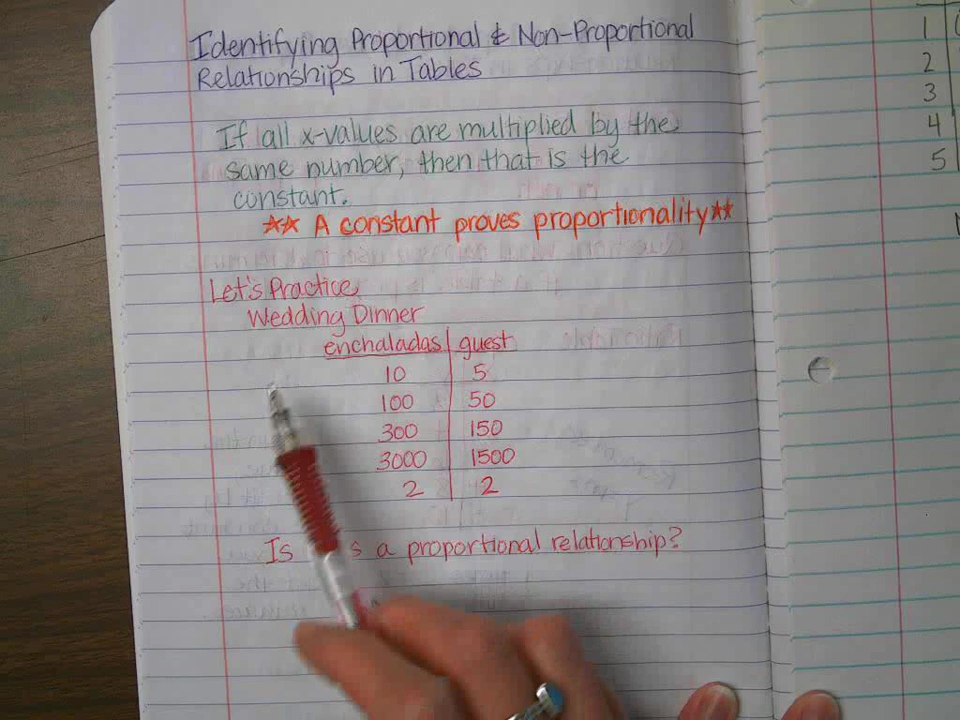 Identifying Proportional & Non-Proportional
Relationships in Tables
If all x-values are multiplied by the
same number, then that is the
constant.
** A constant proves proportionality **
Let's Practice
Wedding Dinner
enchaladas guest
10 5
100 50
300 150
3000 1500
2 2
Is s a proportional relationship?
1
2
3
4
5